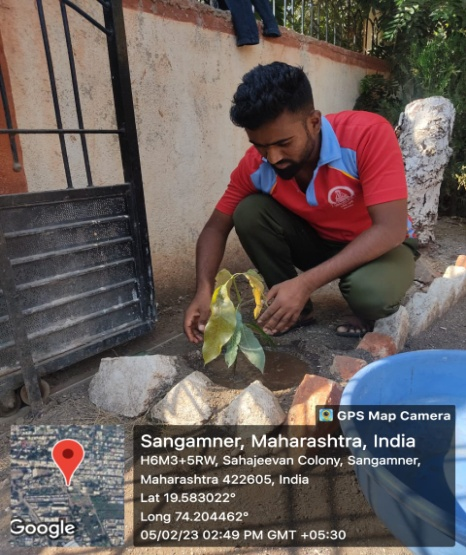 GPS Map Camera
Sangamner, Maharashtra, India
H6M3+5RW, Sahajeevan Colony, Sangamner,
Maharashtra 422605, India
Lat 19.583022°
Long 74.204462°
05/02/23 02:49 PM GMT +05:30
Google